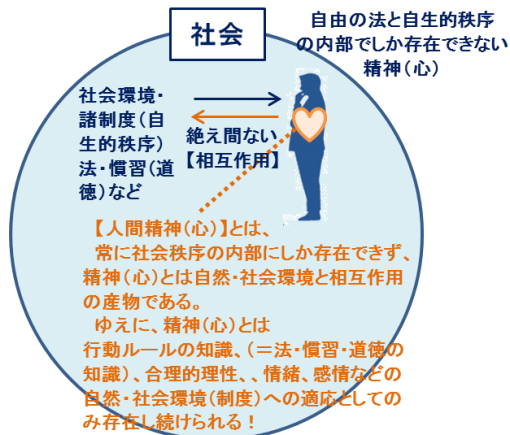 社会
自由の法と自生的秩序
の内部でしか存在できない
精神（心）
社会環境・
諸制度（自
生的秩序）
法・慣習（道
徳）など
絶え間ない
【相互作用】
【人間精神（心）】とは、
常に社会秩序の内部にしか存在できず、
精神（心）とは自然・社会環境と相互作用
の産物である。
ゆえに、精神（心）とは
行動ルールの知識、（＝法・慣習・道徳の
知識）、合理的理性、、情緒、感情などの
自然・社会環境（制度）への適応としての
み存在し続けられる！